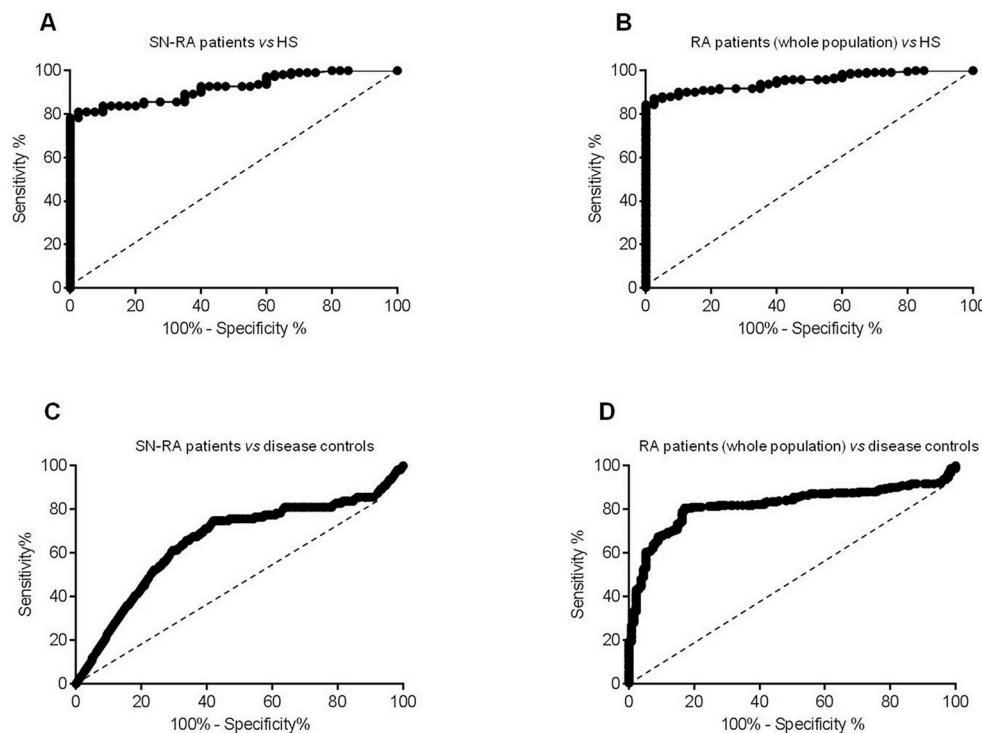 A
SN-RA patients vs HS
100
80
60
40
20
0
Sensitivity %
0 20 40 60 80 100
100% - Specificity %
B
RA patients (whole population) vs HS
100
80
60
40
20
0
Sensitivity %
0 20 40 60 80 100
100% - Specificity %
C
SN-RA patients vs disease controls
100
80
60
40
20
0
Sensitivity%
0 20 40 60 80 100
100% - Specificity%
D
RA patients (whole population) vs disease controls
100
80
60
40
20
0
Sensitivity %
0 20 40 60 80 100
100% - Specificity %